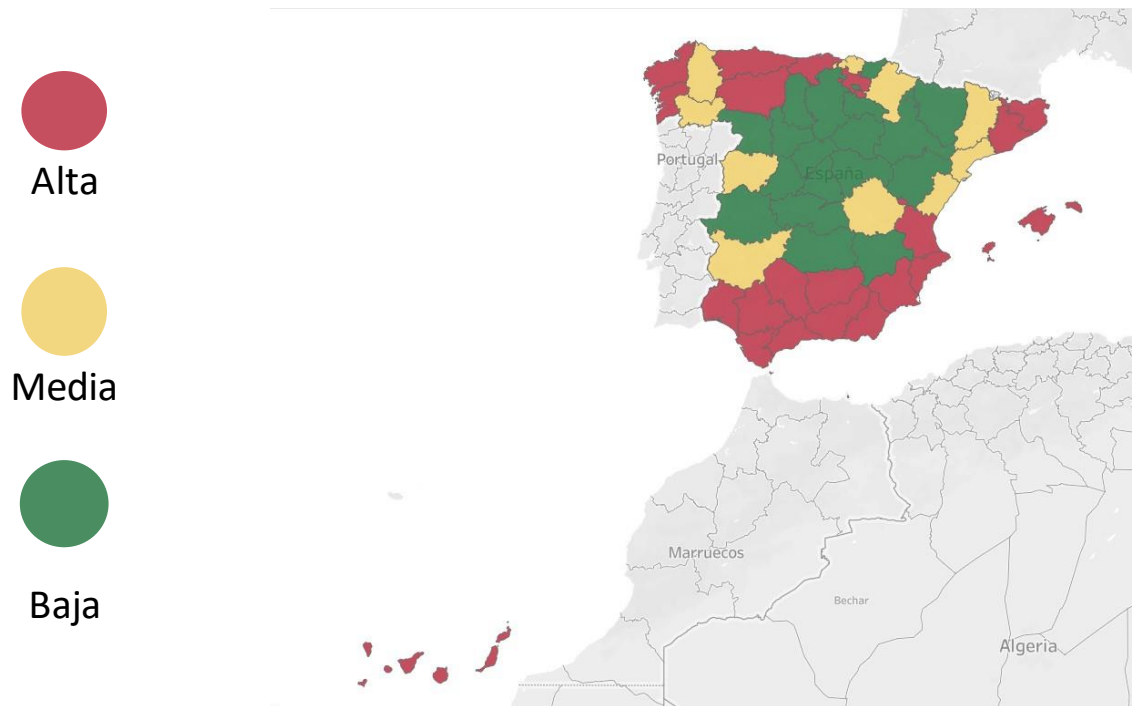 Alta
Media
Baja
Portugal
España
Marruecos
Bechar
Algeria